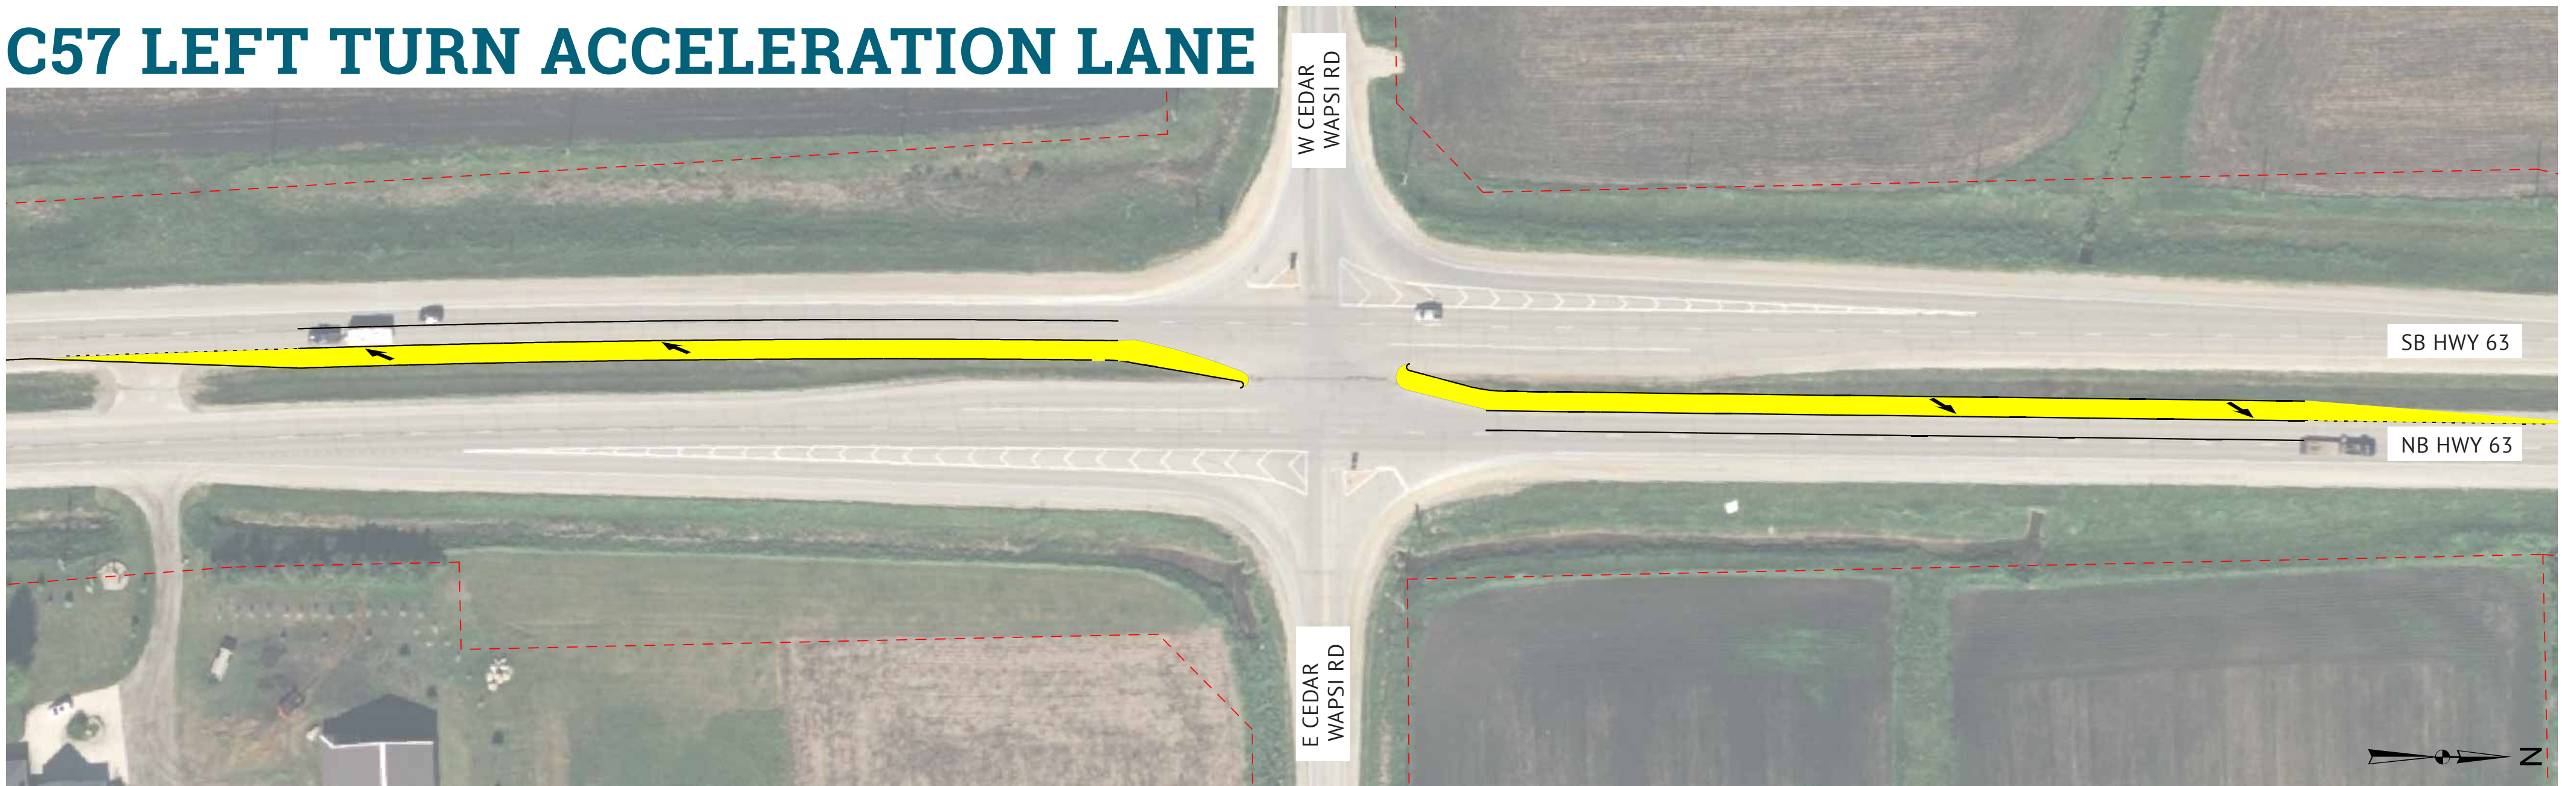 C57 LEFT TURN ACCELERATION LANE
W CEDAR
WAPSI RD
SB HWY 63
NB HWY 63
E CEDAR
WAPSI RD
N